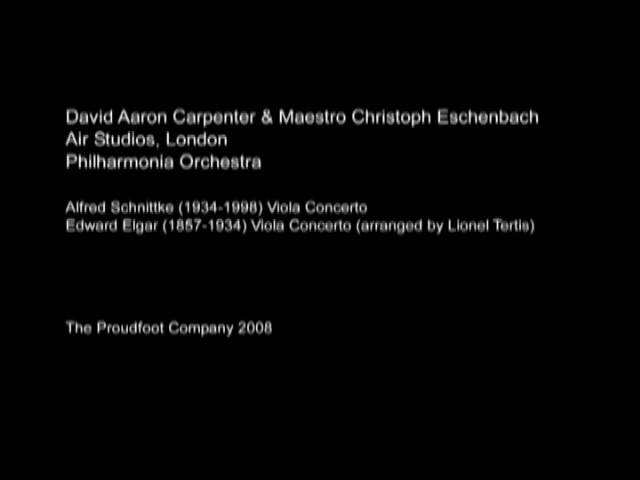 David Aaron Carpenter & Maestro Christoph Eschenbach
Air Studios, London
Philharmonia Orchestra
Alfred Schnittke (1934-1998) Viola Concerto
Edward Elgar (1857-1934) Viola Concerto (arranged by Lionel Tertis)
The Proudfoot Company 2008